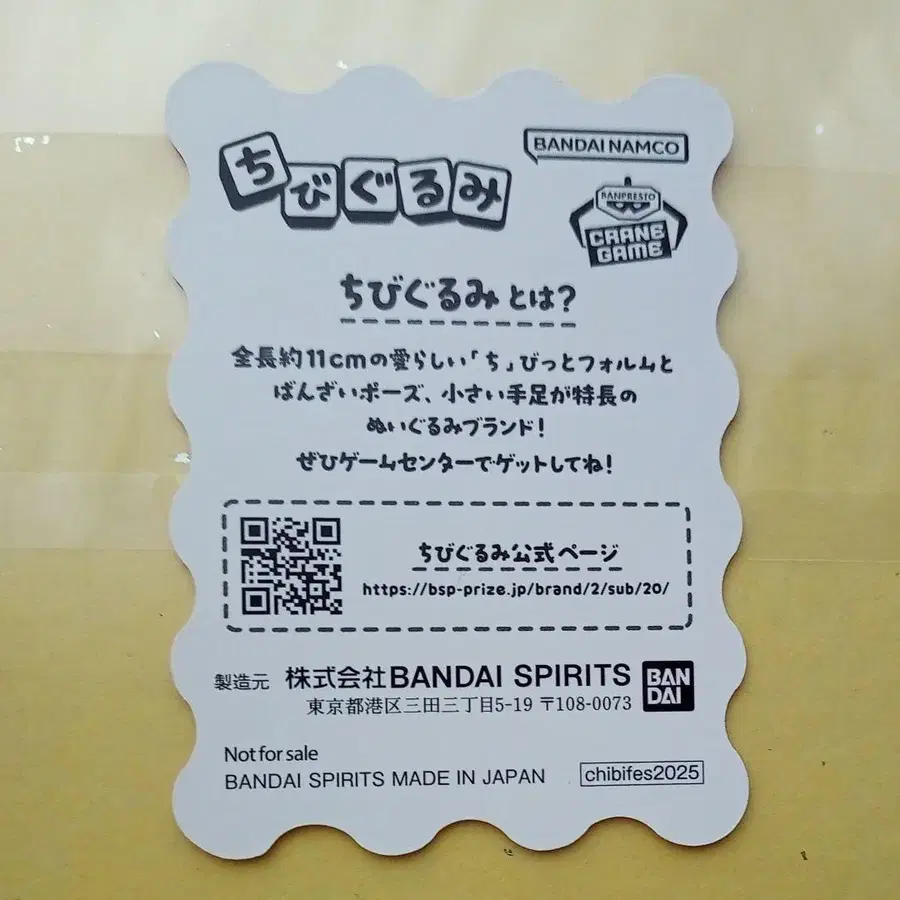 ちびぐるみ
BANDAI NAMCO
BANPRESTO
CRANE
GAME
ちびぐるみとは?
全長約11cmの愛らしい「ち」びっとフォルムと
ばんざいポーズ、小さい手足が特長の
ぬいぐるみブランド!
ぜひゲームセンターでゲットしてね!
ちびぐるみ公式ページ
https://bsp-prize.jp/brand/2/sub/20/
製造元 株式会社BANDAI SPIRITS
BAN
DAI
東京都港区三田三丁目5-19 〒108-0073
Not for sale
BANDAI SPIRITS MADE IN JAPAN
chibifes2025